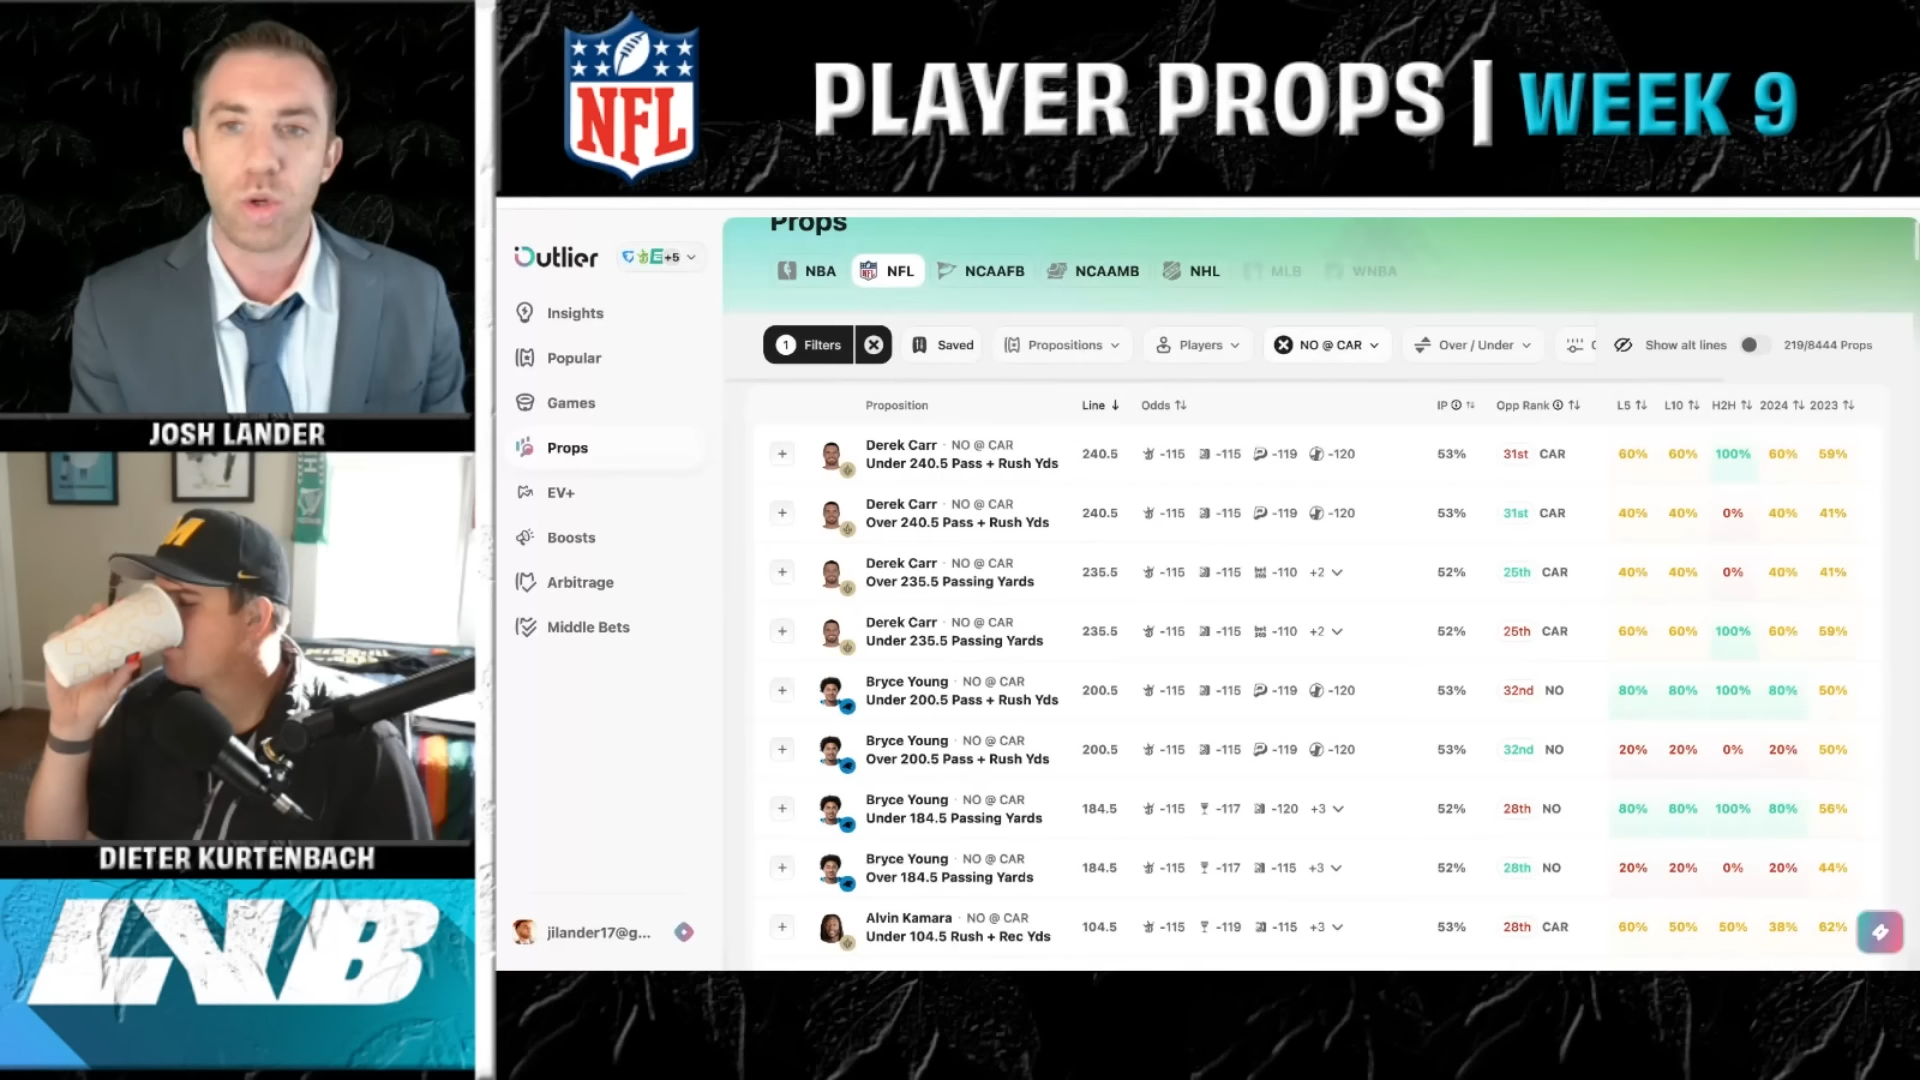 NFL
PLAYER PROPS | WEEK 9
JOSH LANDER
M
DIETER KURTENBACH
LVB
Outlier
+5
Insights
Popular
Games
Props
EV+
Boosts
Arbitrage
Middle Bets
jilander17@g...
Props
NBA NFL NCAAFB NCAAMB NHL MLB WNBA
1 Filters Saved Propositions Players NO @ CAR Over / Under Show alt lines 219/8444 Props
Proposition Line Odds IP Opp Rank L5 L10 H2H 2024 2023
Derek Carr · NO @ CAR
Under 240.5 Pass + Rush Yds 240.5 -115 -115 -119 -120 53% 31st CAR 60% 60% 100% 60% 59%
Derek Carr · NO @ CAR
Over 240.5 Pass + Rush Yds 240.5 -115 -115 -119 -120 53% 31st CAR 40% 40% 0% 40% 41%
Derek Carr · NO @ CAR
Over 235.5 Passing Yards 235.5 -115 -115 -110 +2 52% 25th CAR 40% 40% 0% 40% 41%
Derek Carr · NO @ CAR
Under 235.5 Passing Yards 235.5 -115 -115 -110 +2 52% 25th CAR 60% 60% 100% 60% 59%
Bryce Young · NO @ CAR
Under 200.5 Pass + Rush Yds 200.5 -115 -115 -119 -120 53% 32nd NO 80% 80% 100% 80% 50%
Bryce Young · NO @ CAR
Over 200.5 Pass + Rush Yds 200.5 -115 -115 -119 -120 53% 32nd NO 20% 20% 0% 20% 50%
Bryce Young · NO @ CAR
Under 184.5 Passing Yards 184.5 -115 -117 -120 +3 52% 28th NO 80% 80% 100% 80% 56%
Bryce Young · NO @ CAR
Over 184.5 Passing Yards 184.5 -115 -117 -115 +3 52% 28th NO 20% 20% 0% 20% 44%
Alvin Kamara · NO @ CAR
Under 104.5 Rush + Rec Yds 104.5 -115 -119 -115 +3 53% 28th CAR 60% 50% 50% 38% 62%